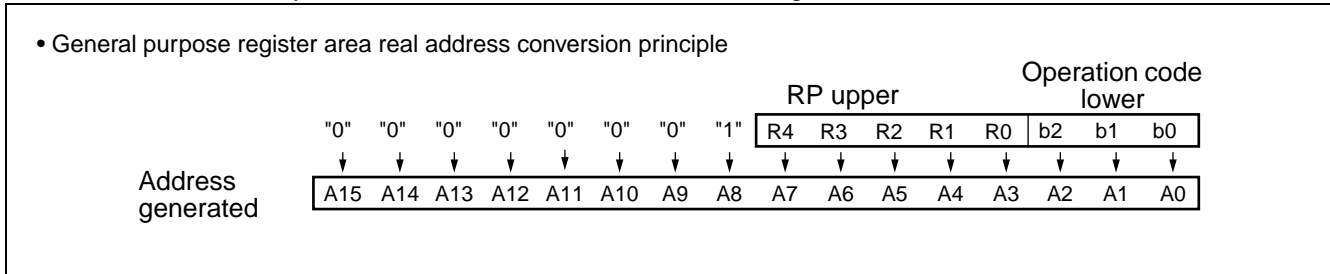 • General purpose register area real address conversion principle
Operation code
RP upper lower
"0" "0" "0" "0" "0" "0" "0" "1" R4 R3 R2 R1 R0 b2 b1 b0
Address
generated
A15 A14 A13 A12 A11 A10 A9 A8 A7 A6 A5 A4 A3 A2 A1 A0